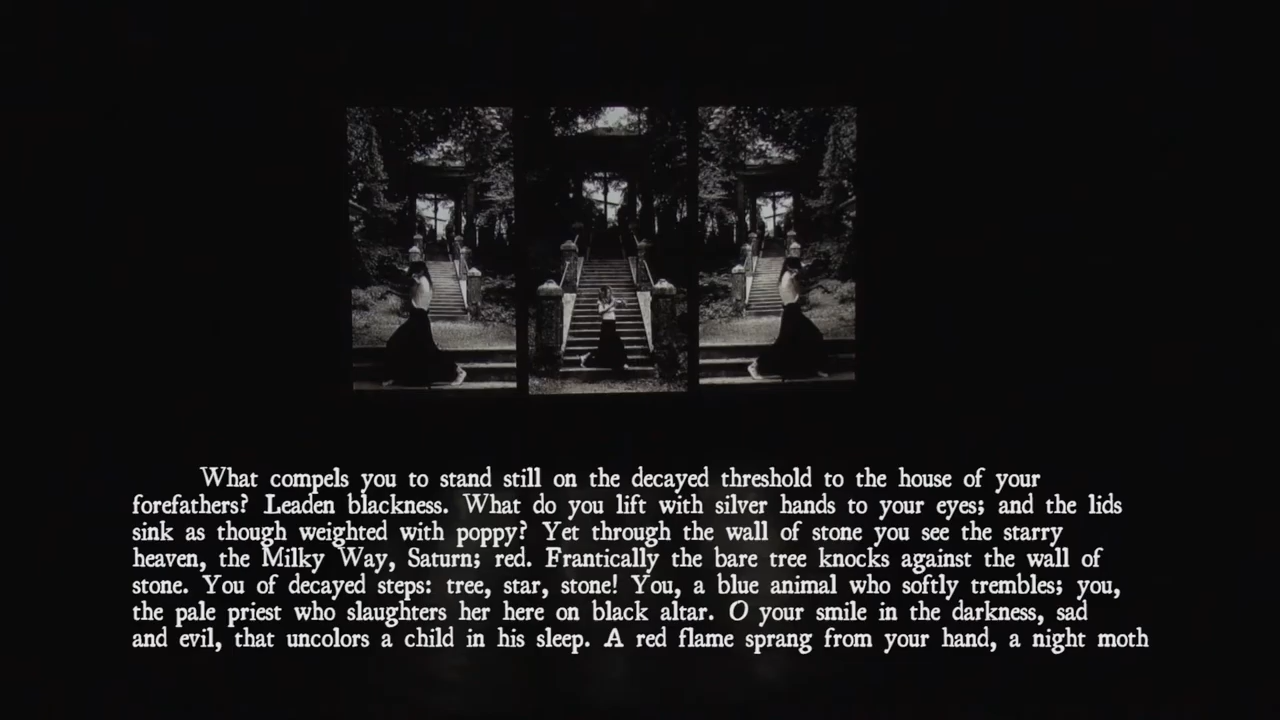 What compels you to stand still on the decayed threshold to the house of your
forefathers? Leaden blackness. What do you lift with silver hands to your eyes; and the lids
sink as though weighted with poppy? Yet through the wall of stone you see the starry
heaven, the Milky Way, Saturn; red. Frantically the bare tree knocks against the wall of
stone. You of decayed steps: tree, star, stone! You, a blue animal who softly trembles; you,
the pale priest who slaughters her here on black altar. O your smile in the darkness, sad
and evil, that uncolors a child in his sleep. A red flame sprang from your hand, a night moth